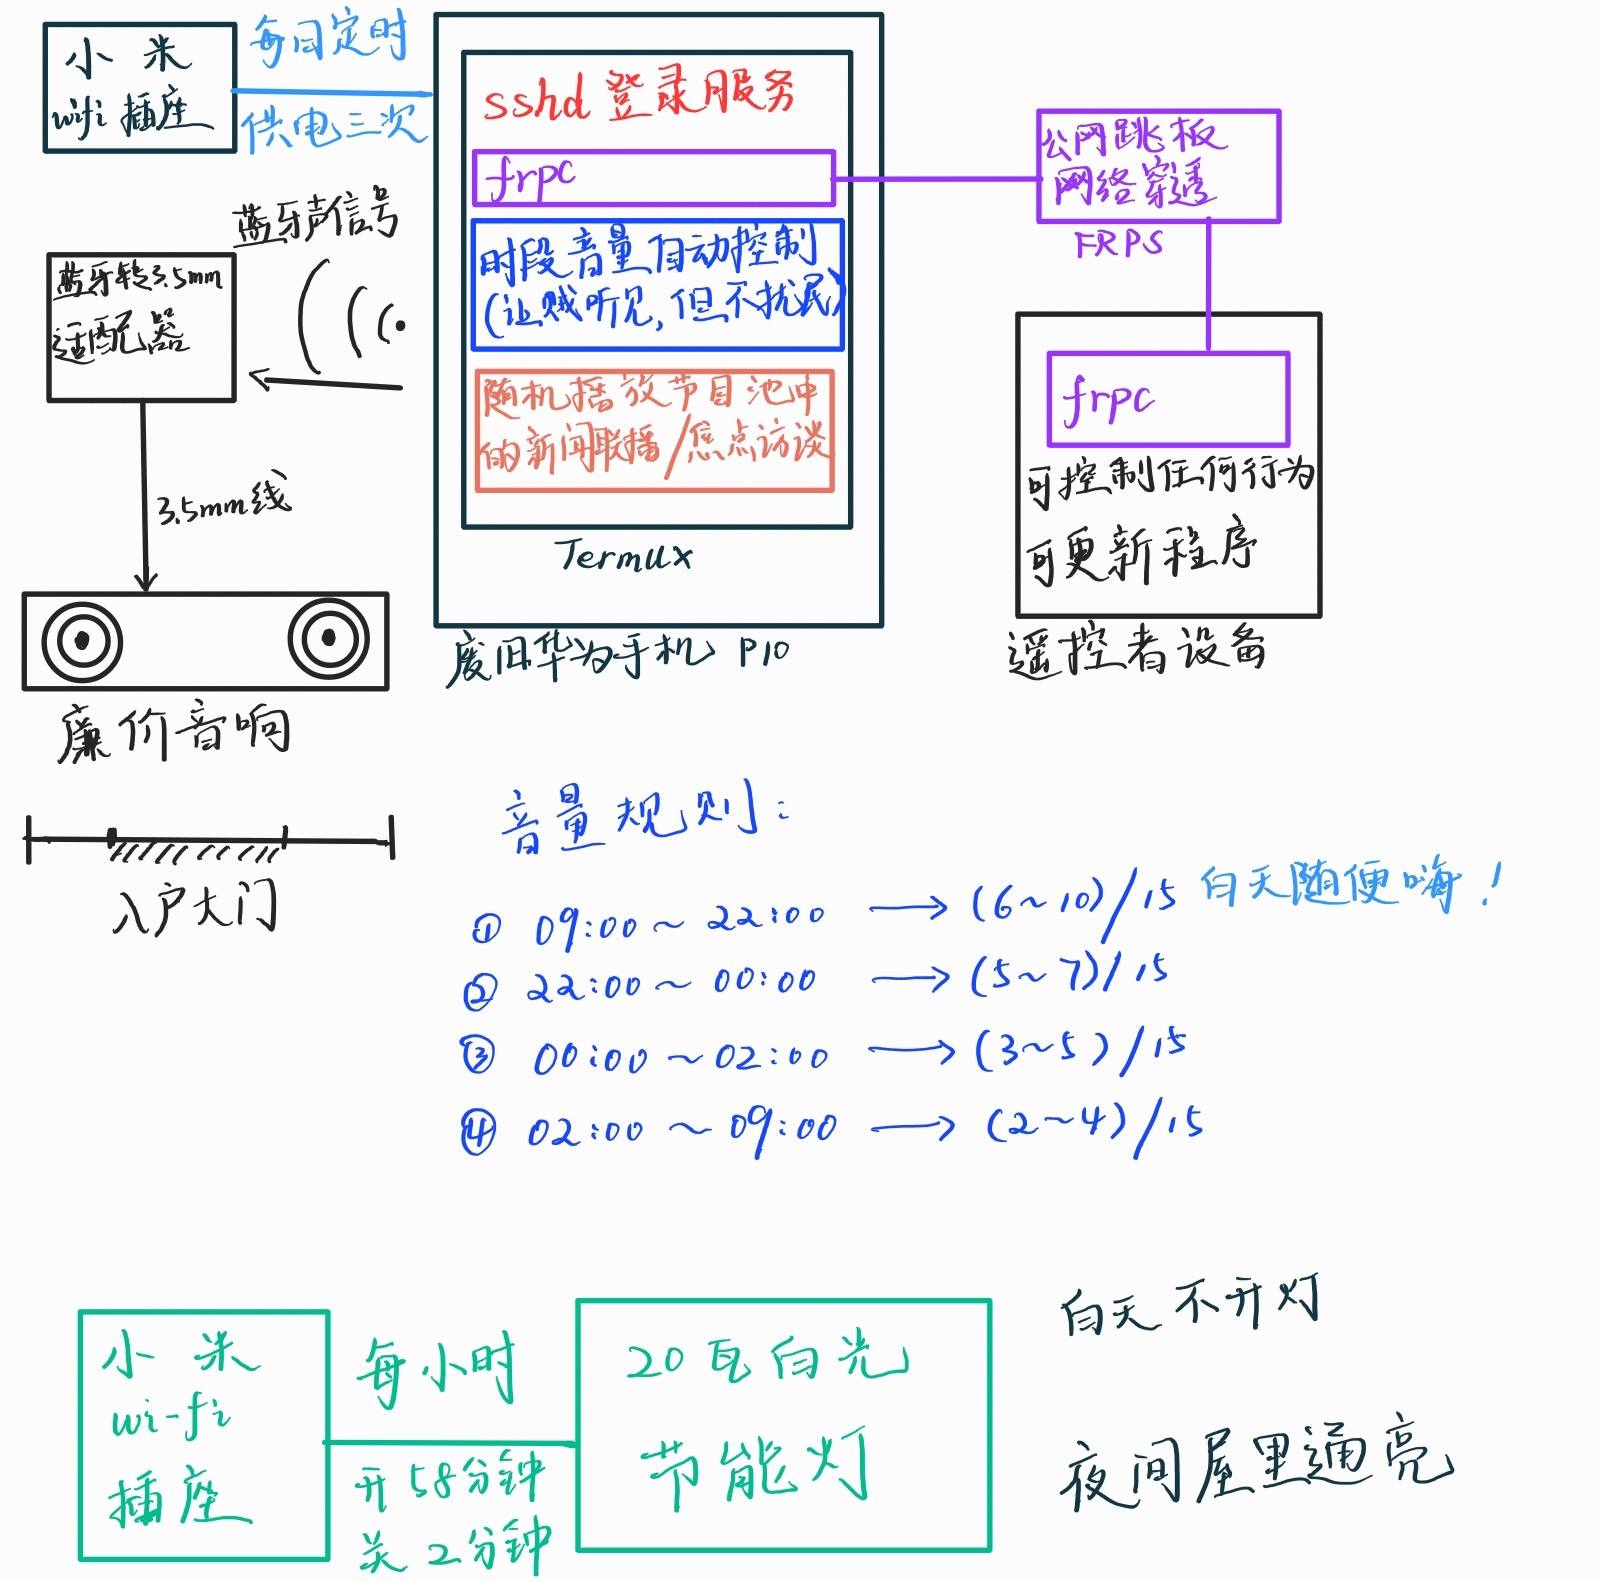 小米
wifi 插座
每日定时
供电三次
sshd 登录服务
frpc
时段音量自动控制
(让贼听见,但不扰民)
随机播放节目池中
的新闻联播/焦点访谈
Termux
废旧华为手机 P10
公网跳板
网络穿透
FRPS
frpc
可控制任何行为
可更新程序
遥控者设备
蓝牙声信号
蓝牙转3.5mm
适配器
3.5mm线
廉价音响
入户大门
音量规则:
① 09:00 ~ 22:00 → (6~10)/15 白天随便嗨!
② 22:00 ~ 00:00 → (5~7)/15
③ 00:00 ~ 02:00 → (3~5)/15
④ 02:00 ~ 09:00 → (2~4)/15
小米
wi-fi
插座
每小时
开58分钟
关2分钟
20瓦白光
节能灯
白天不开灯
夜间屋里通亮